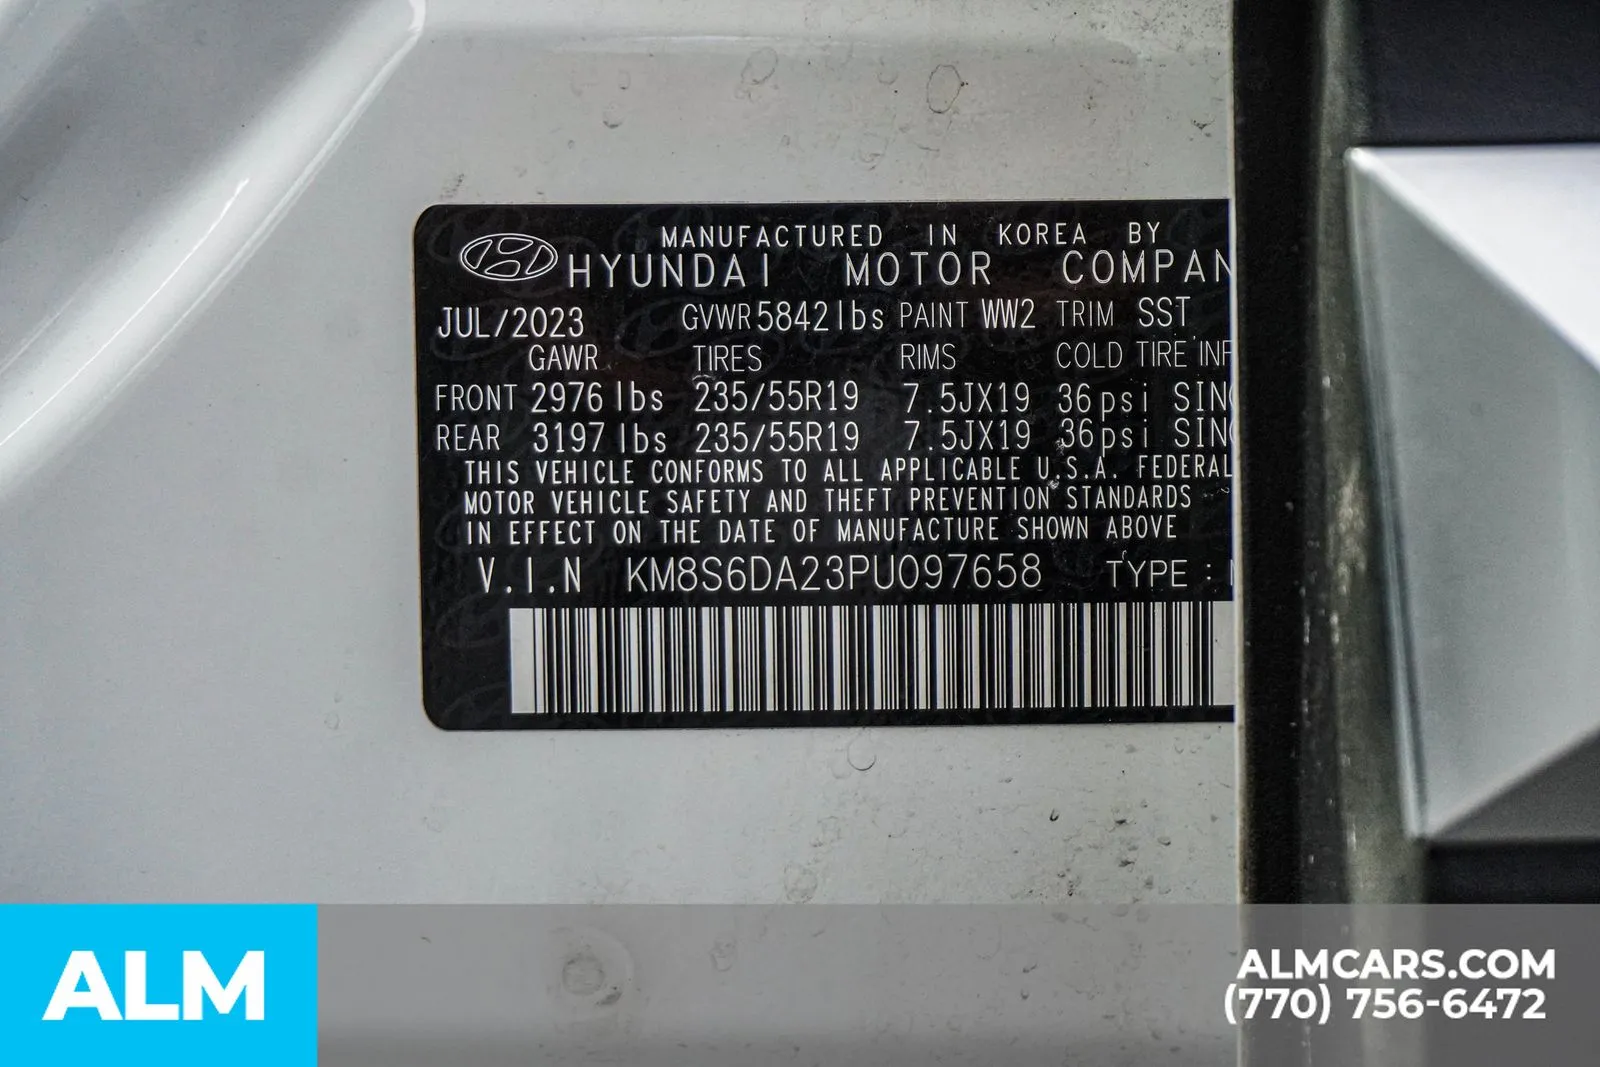 MANUFACTURED IN KOREA BY
HYUNDAI MOTOR COMPAN
JUL/2023 GVWR 5842lbs PAINT WW2 TRIM SST
GAWR TIRES RIMS COLD TIRE INF
FRONT 2976 lbs 235/55R19 7.5JX19 36psi SIN
REAR 3197 lbs 235/55R19 7.5JX19 36psi SIN
THIS VEHICLE CONFORMS TO ALL APPLICABLE U.S.A. FEDERAL
MOTOR VEHICLE SAFETY AND THEFT PREVENTION STANDARDS
IN EFFECT ON THE DATE OF MANUFACTURE SHOWN ABOVE
V.I.N KM8S6DA23PU097658 TYPE :
ALM
ALMCARS.COM
(770) 756-6472